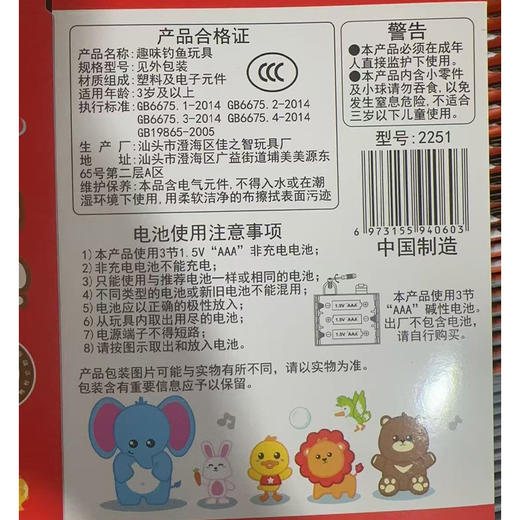 产品合格证
产品名称：趣味钓鱼玩具
规格型号：见外包装
材质组成：塑料及电子元件
适用年龄：3岁及以上
执行标准：GB6675.1-2014 GB6675.2-2014
GB6675.3-2014 GB6675.4-2014
GB19865-2005
生产厂：汕头市澄海区佳之智玩具厂
地址：汕头市澄海区广益街道埔美美源东
65号第二层A区
维护保养：本品含电气元件，不得入水或在潮
湿环境下使用，用柔软洁净的布擦拭表面污迹
CCC
警告
●本产品必须在成年
人直接监护下使用。
●本产品内含小零件
及小球请勿吞食，以免
发生窒息危险，不适合
三岁以下儿童使用。
型号：2251
6 973155 940603
中国制造
电池使用注意事项
1）本产品使用3节1.5V“AAA”非充电电池；
2）非充电电池不能充电；
3）只能使用与推荐电池一样或相同的电池；
4）不同类型的电池或新旧电池不能混用；
5）电池应以正确的极性放入；
6）从玩具内取出用尽的电池；
7）电源端子不得短路；
8）请按图示取出和放入电池。
1.5V AAA
1.5V AAA
1.5V AAA
本产品使用3节
“AAA”碱性电池，
出厂不包含电池，
请自行购买。
产品包装图片可能与实物有所不同，请以实物为准。
包装含有重要信息应予以保留。